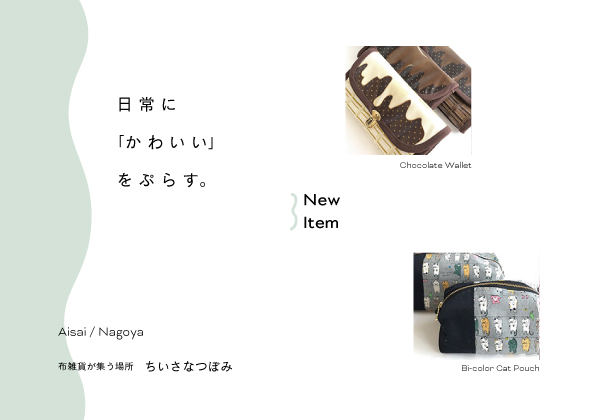 日常に
「かわいい」
をぷらす。
Chocolate Wallet
New
Item
Aisai / Nagoya
布雑貨が集う場所 ちいさなつぼみ
Bi-color Cat Pouch